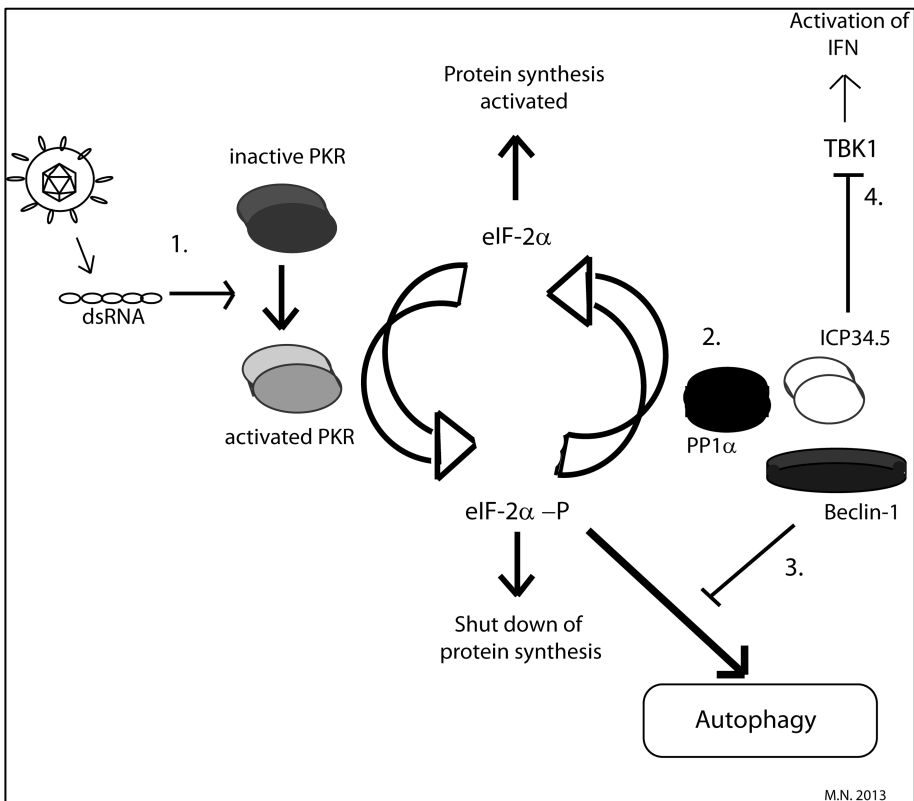 Activation of
IFN
Protein synthesis
activated
TBK1
inactive PKR
4.
1.
eIF-2α
dsRNA
2.
ICP34.5
activated PKR
PP1α
eIF-2α –P
Beclin-1
3.
Shut down of
protein synthesis
Autophagy
M.N. 2013